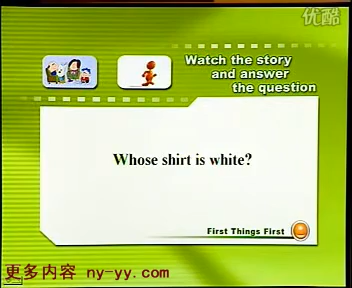 优酷
Watch the story
and answer
the question
Whose shirt is white?
First Things First
更多内容 ny-yy.com